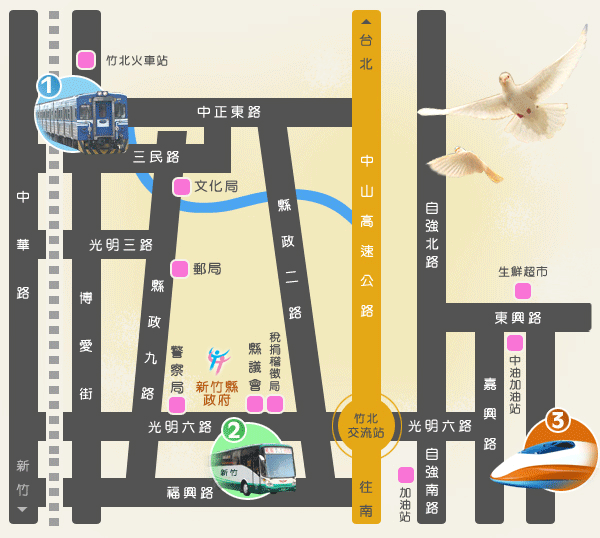 台北
竹北火車站
1
中正東路
三民路
文化局
中華路
中山高速公路
縣政二路
自強北路
光明三路
郵局
生鮮超市
博愛街
縣政九路
東興路
警察局
新竹縣
政府
縣議會
稅捐稽徵局
中油加油站
嘉興路
光明六路
竹北
交流站
光明六路
3
2
新竹
新竹
福興路
往南
加油站
自強南路